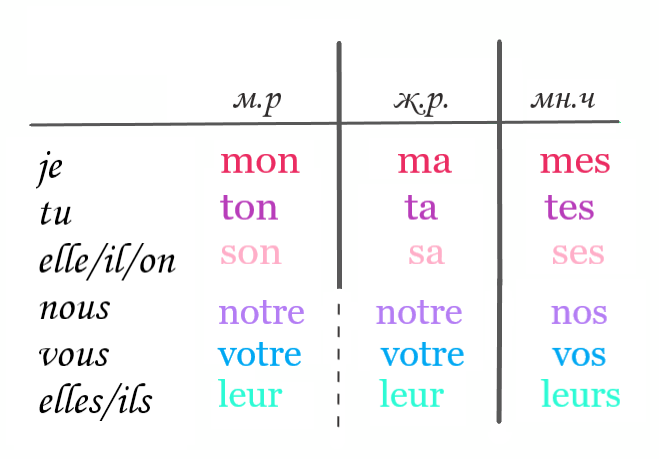 м.р ж.р. мн.ч
je mon ma mes
tu ton ta tes
elle/il/on son sa ses
nous notre notre nos
vous votre votre vos
elles/ils leur leur leurs